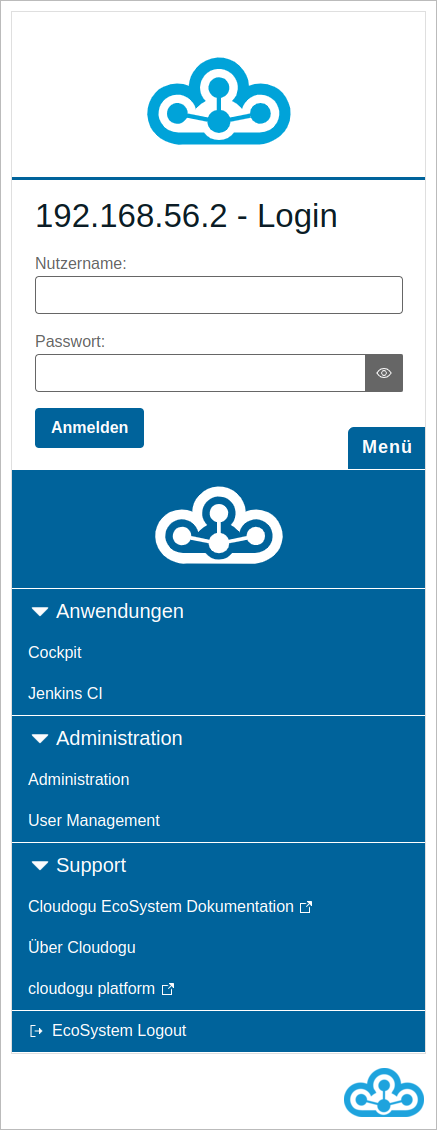 192.168.56.2 - Login
Nutzername:
Passwort:
Anmelden
Menü
Anwendungen
Cockpit
Jenkins CI
Administration
Administration
User Management
Support
Cloudogu EcoSystem Dokumentation
Über Cloudogu
cloudogu platform
EcoSystem Logout